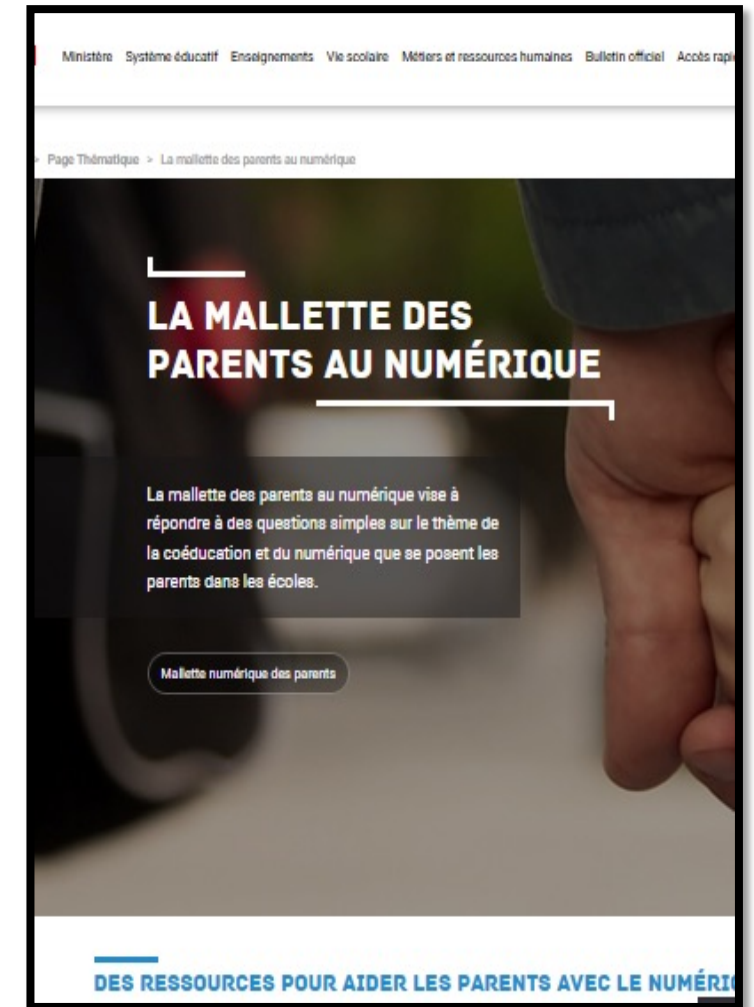 Ministère Système éducatif Enseignements Vie scolaire Métiers et ressources humaines Bulletin officiel Accès
> Page Thématique > La mallette des parents au numérique
LA MALLETTE DES
PARENTS AU NUMÉRIQUE
La mallette des parents au numérique vise à
répondre à des questions simples sur le thème de
la coéducation et du numérique que se posent les
parents dans les écoles.
Mallette numérique des parents
DES RESSOURCES POUR AIDER LES PARENTS AVEC LE